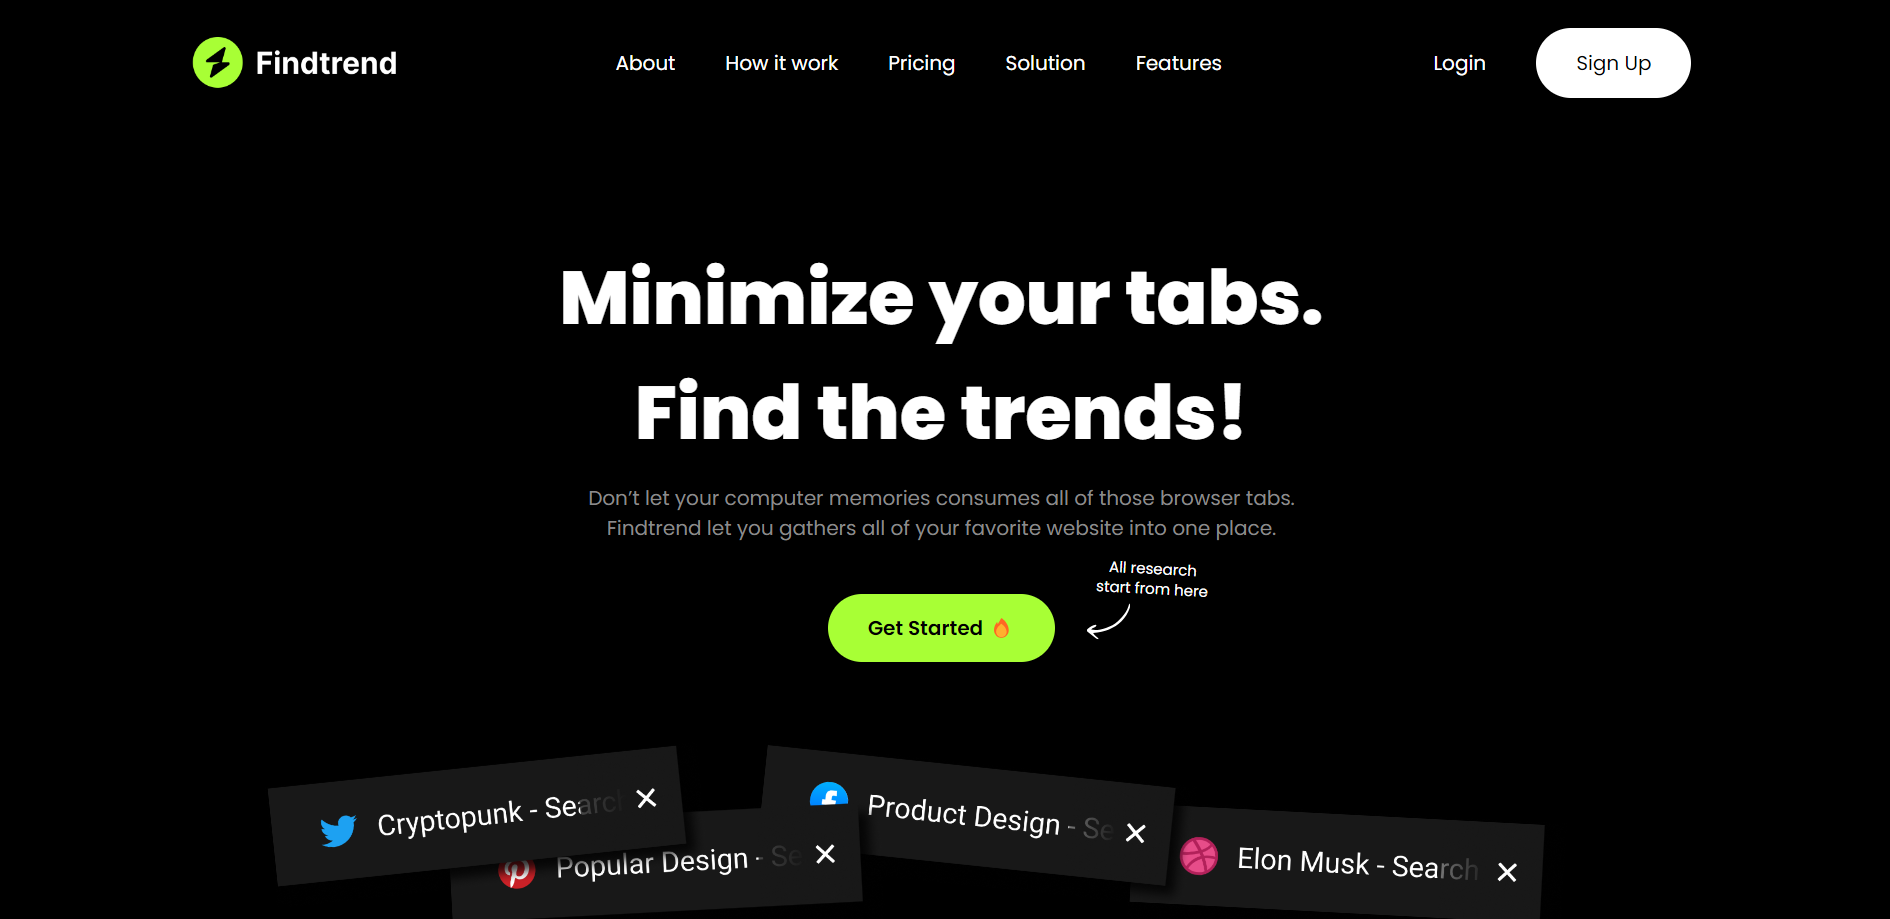 Findtrend
About
How it work
Pricing
Solution
Features
Login
Sign Up
Minimize your tabs.
Find the trends!
Don’t let your computer memories consumes all of those browser tabs.
Findtrend let you gathers all of your favorite website into one place.
All research
start from here
Get Started
Cryptopunk - Search
Popular Design - Se
Product Design - Se
Elon Musk - Search